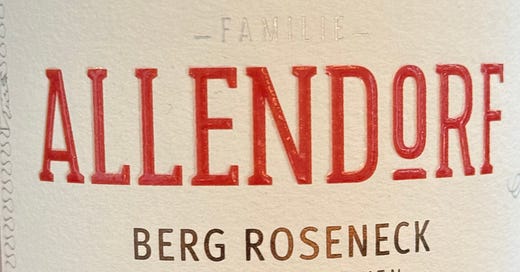 – FAMILIE –
ALLENDORF
BERG ROSENECK